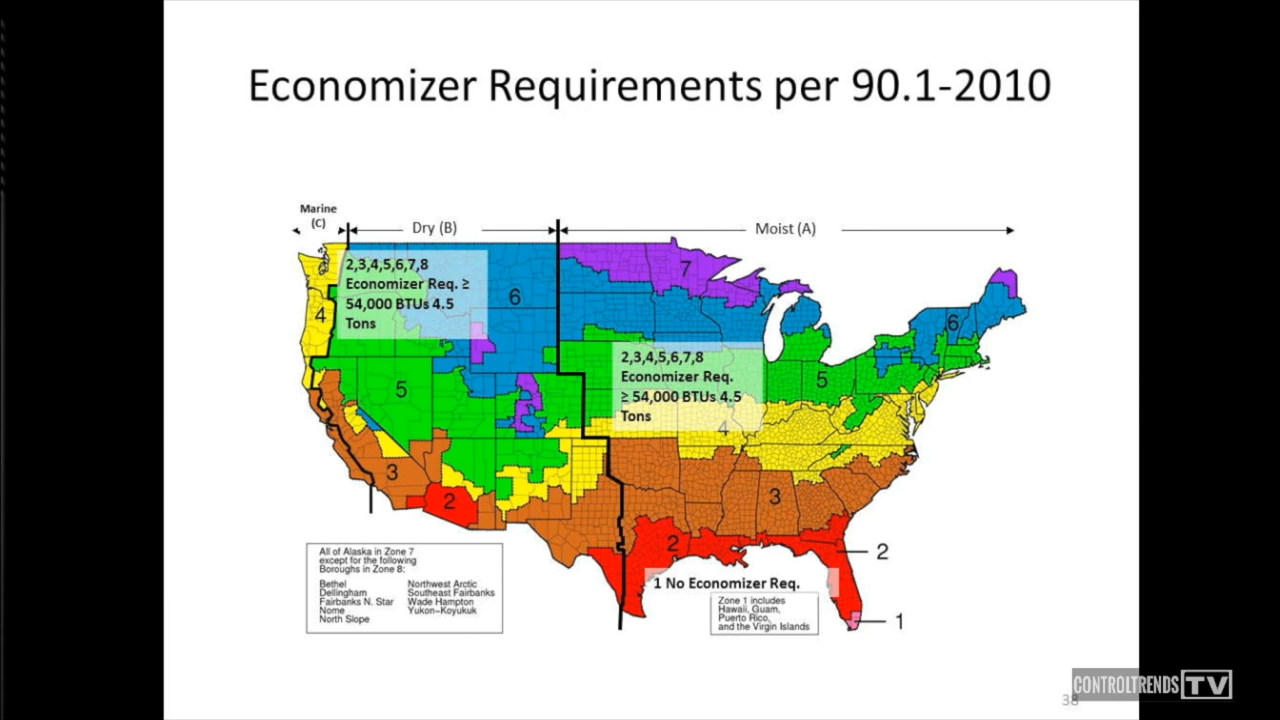 Economizer Requirements per 90.1-2010
Marine
(C)
Dry (B)
Moist (A)
2,3,4,5,6,7,8
Economizer Req. ≥
54,000 BTUs 4.5
Tons
6
7
6
4
2,3,4,5,6,7,8
Economizer Req.
≥ 54,000 BTUs 4.5
Tons
5
5
4
3
3
2
2
2
1 No Economizer Req.
Zone 1 includes
Hawaii, Guam,
Puerto Rico,
and the Virgin Islands
1
All of Alaska in Zone 7
except for the following
Boroughs in Zone 8:
Bethel Northwest Arctic
Dellingham Southeast Fairbanks
Fairbanks N. Star Wade Hampton
Nome Yukon-Koyukuk
North Slope
CONTROLTRENDS TV
38